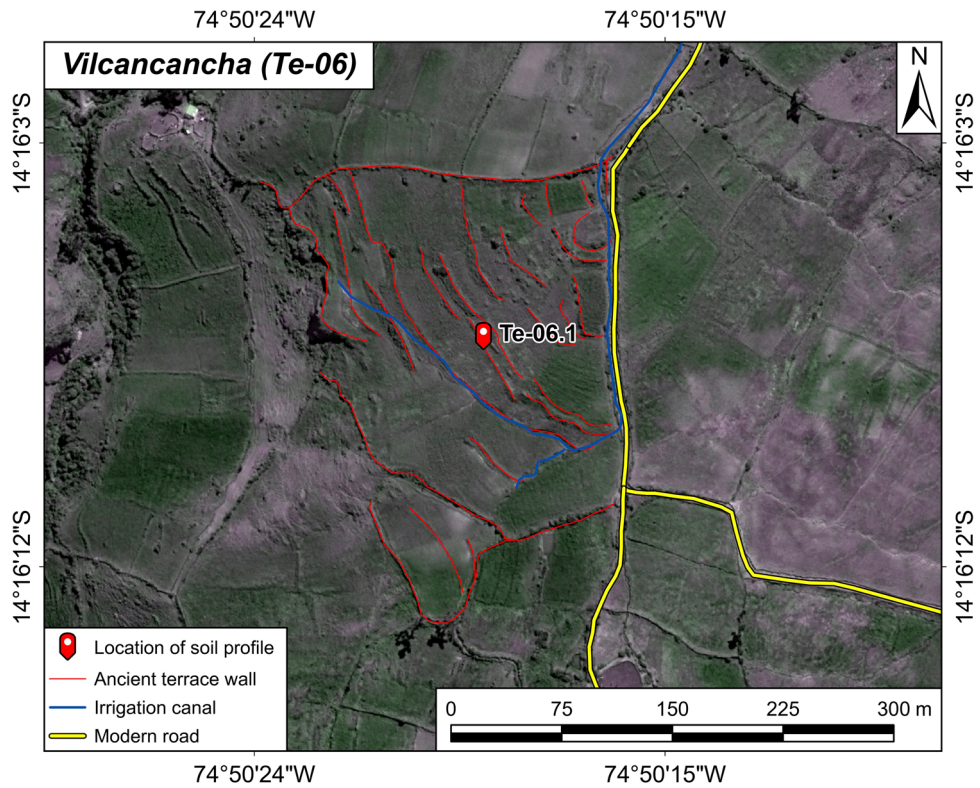 74°50'24"W 74°50'15"W
Vilcancancha (Te-06)
N
14°16'3"S 14°16'3"S
Te-06.1
14°16'12"S 14°16'12"S
Location of soil profile
Ancient terrace wall
Irrigation canal
Modern road
0 75 150 225 300 m
74°50'24"W 74°50'15"W